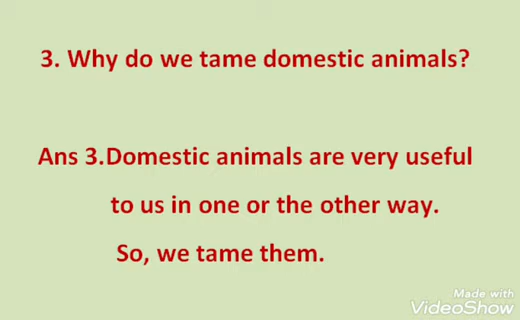 3. Why do we tame domestic animals?
Ans 3.Domestic animals are very useful
to us in one or the other way.
So, we tame them.
Made with
VideoShow